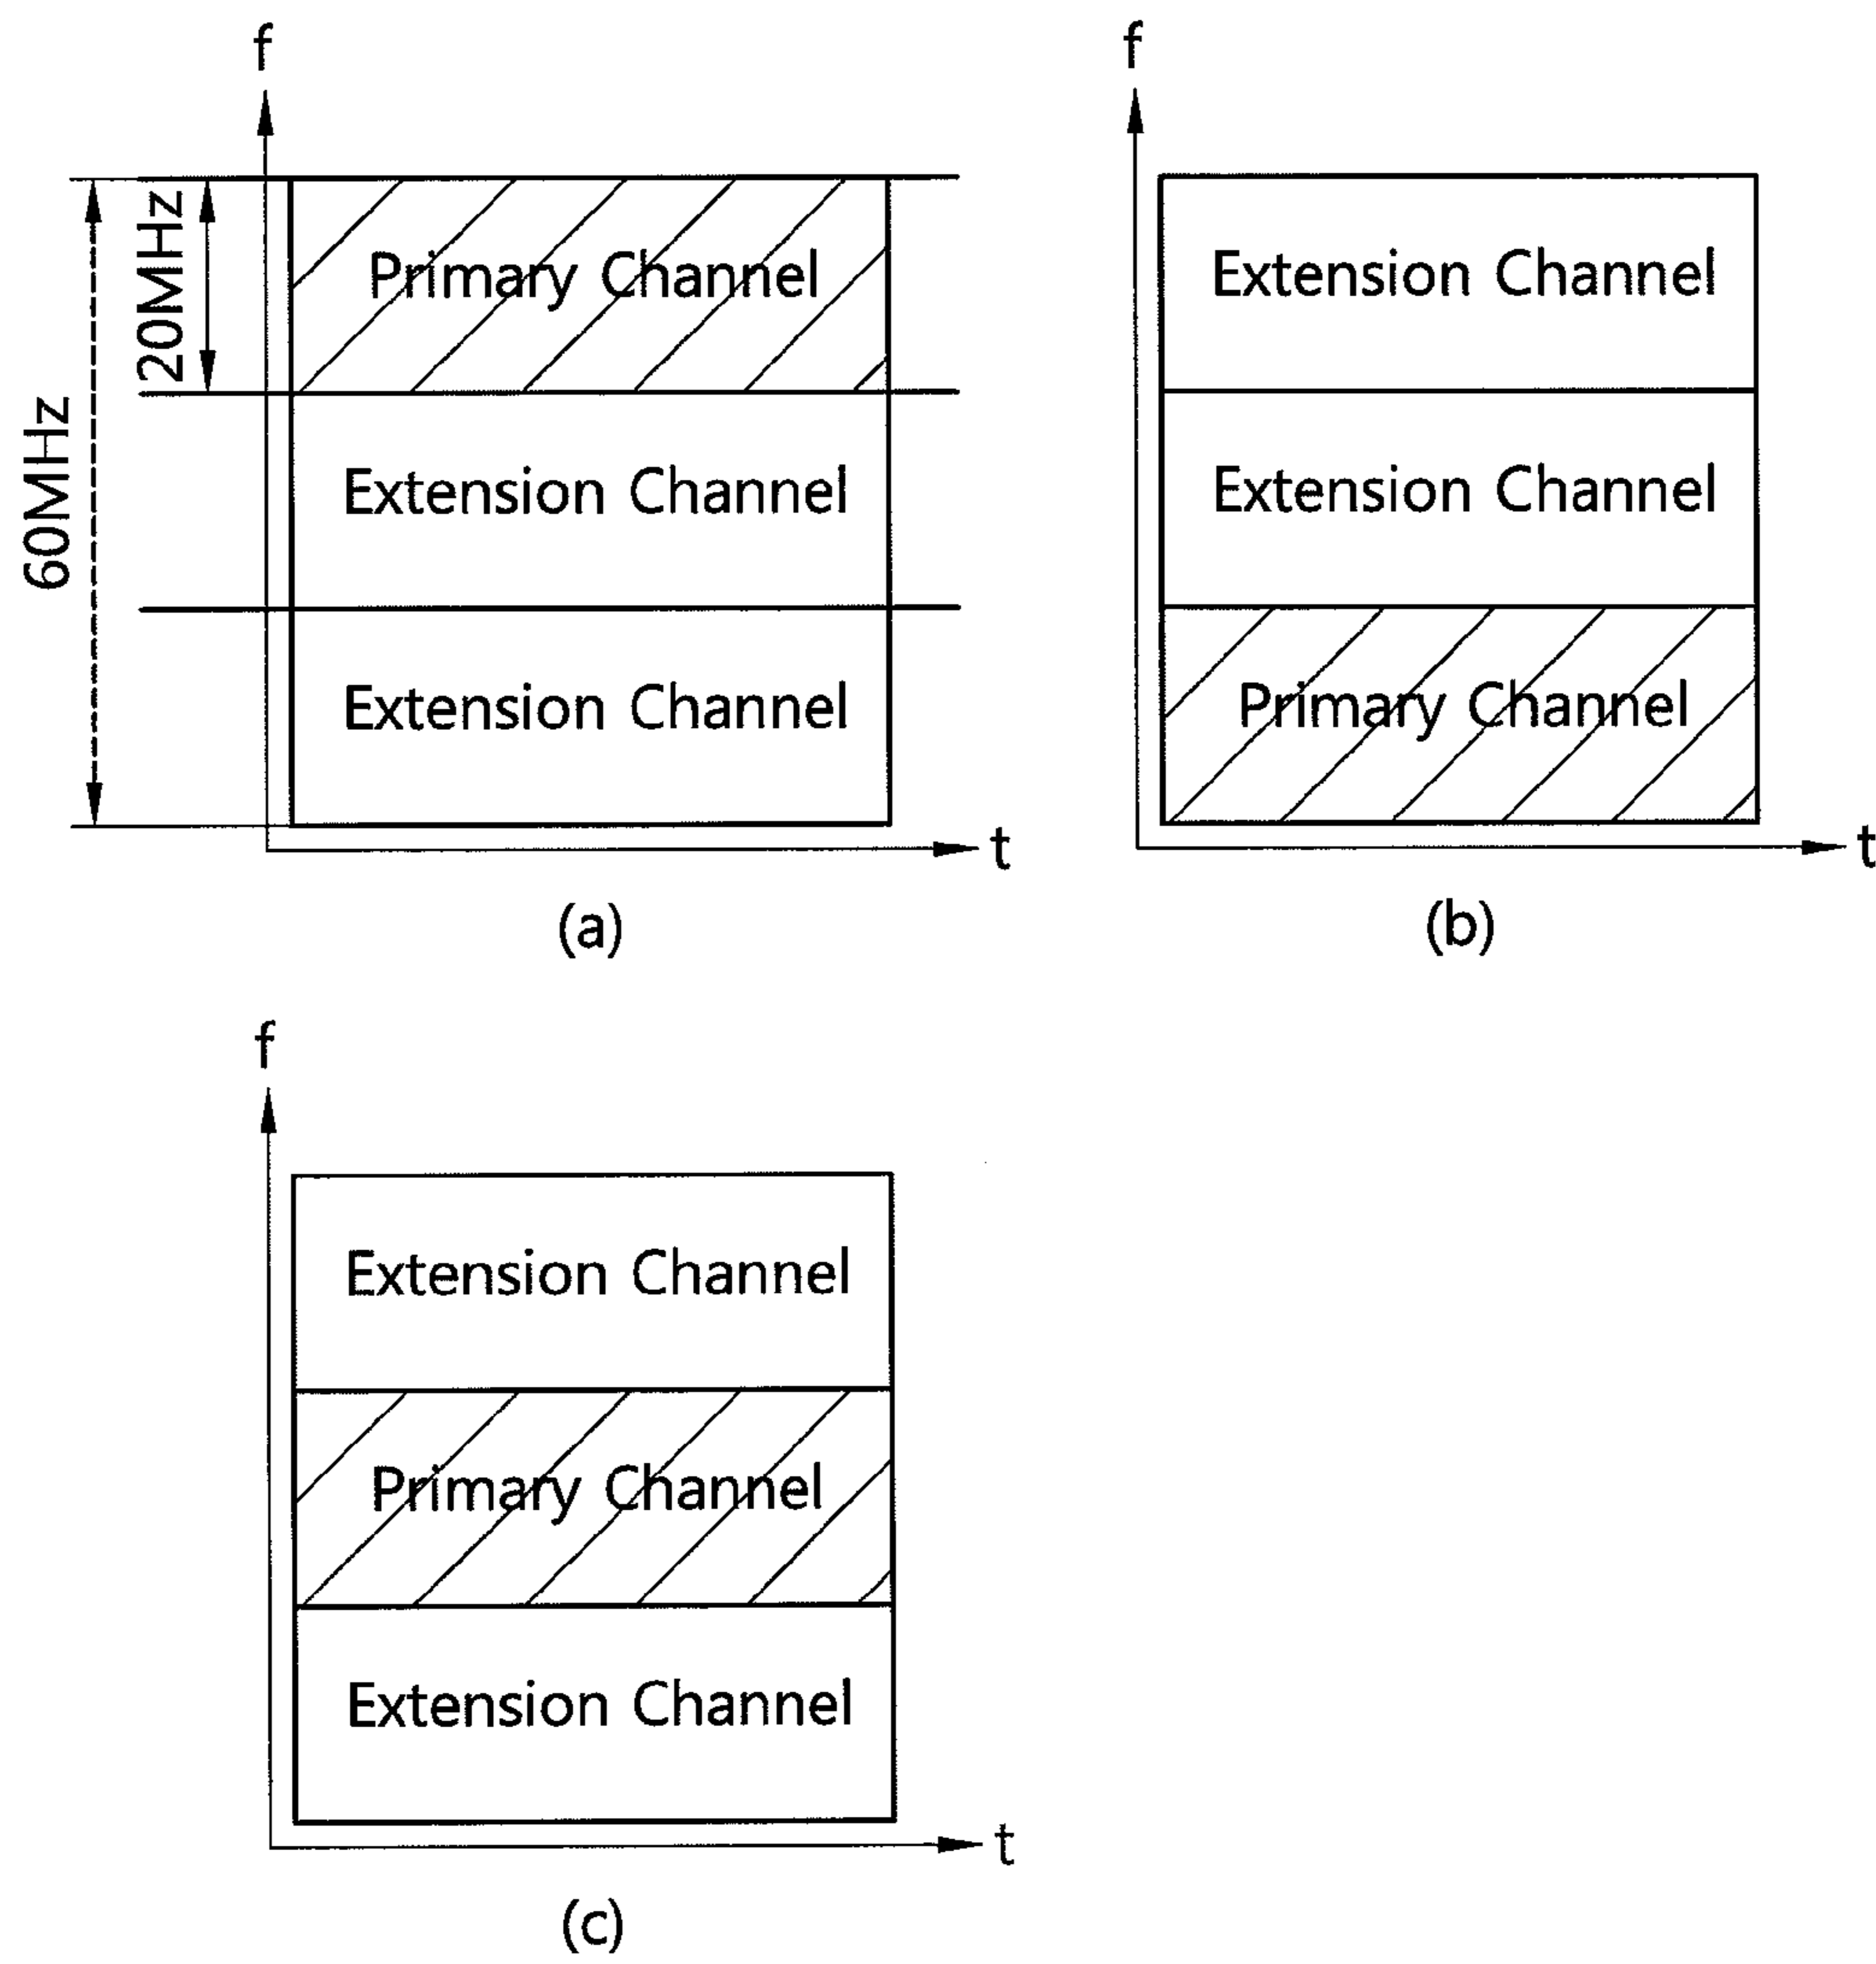 f
20MHz
60MHz
Primary Channel
Extension Channel
Extension Channel
t
(a)
f
Extension Channel
Extension Channel
Primary Channel
t
(b)
f
Extension Channel
Primary Channel
Extension Channel
t
(c)